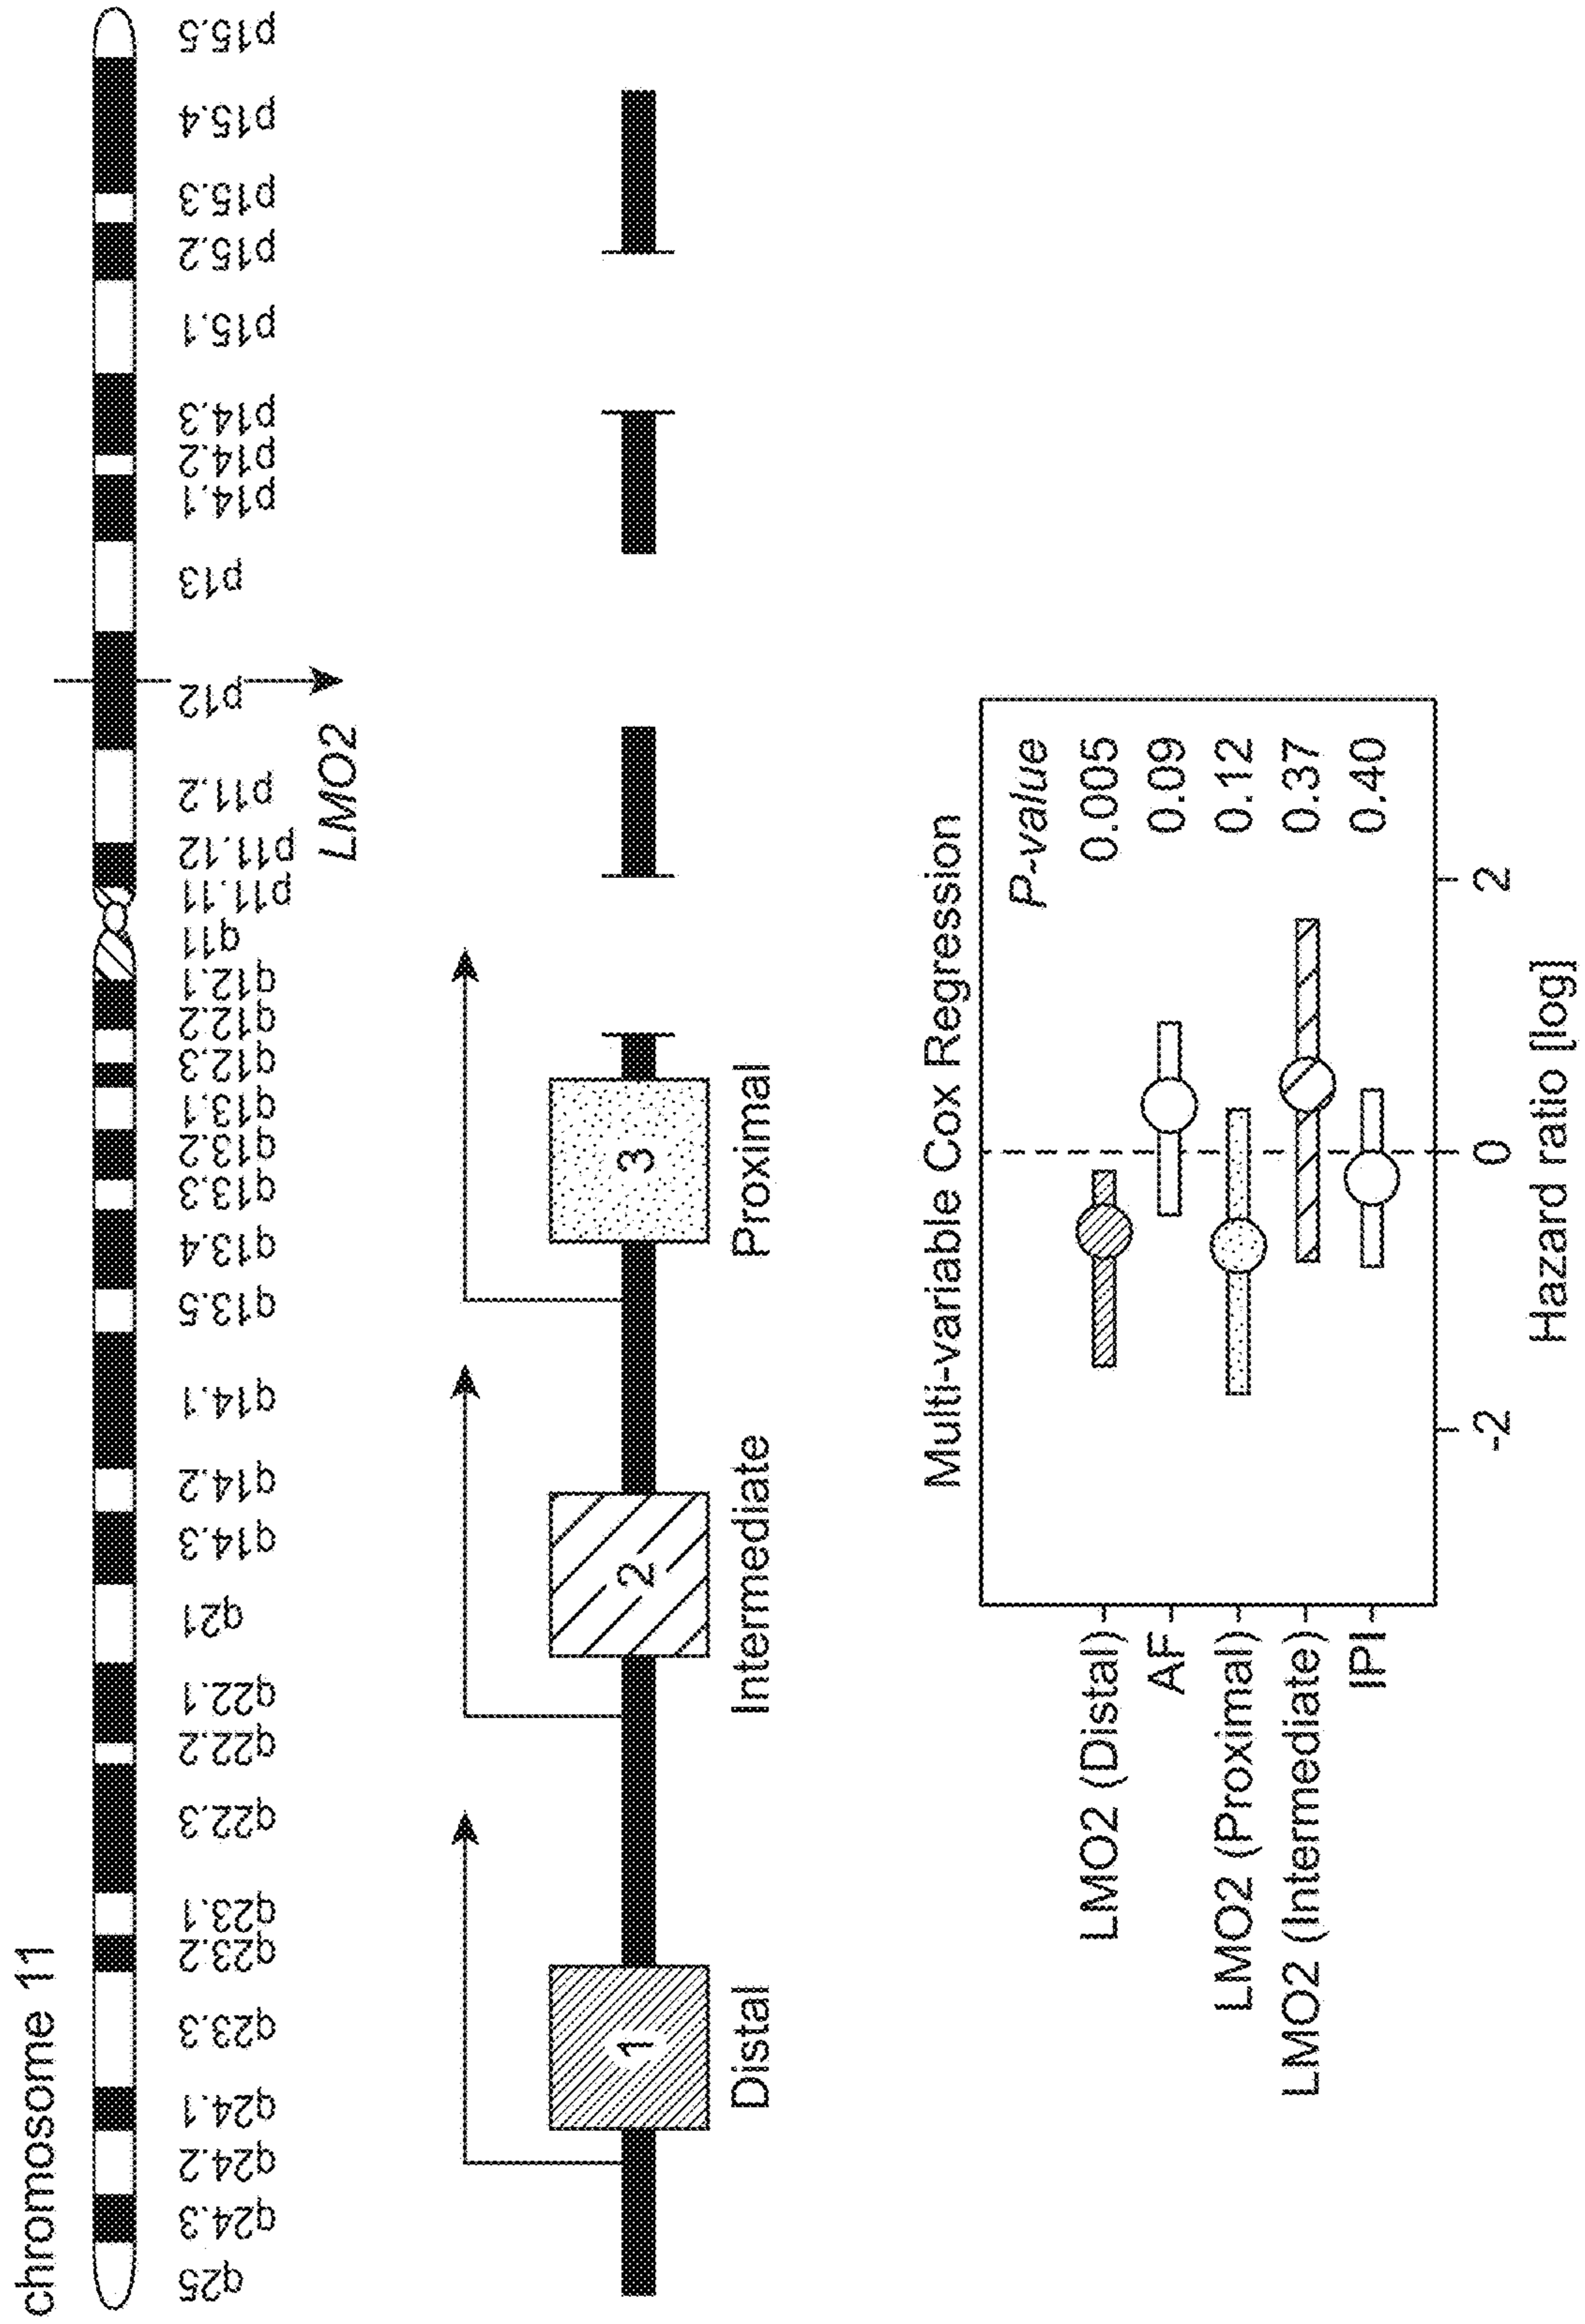 chromosome 11
q25
q24.3
q24.2
q24.1
q23.3
q23.2
q23.1
q22.3
q22.2
q22.1
q21
q14.3
q14.2
q14.1
q13.5
q13.4
q13.3
q13.2
q13.1
q12.3
q12.2
q12.1
q11
p11.11
p11.12
p11.2
p12
p13
p14.1
p14.2
p14.3
p15.1
p15.2
p15.3
p15.4
p15.5
LMO2
1
2
3
Distal
Intermediate
Proximal
Multi-variable Cox Regression
P-value
LMO2 (Distal) 0.005
AF 0.09
LMO2 (Proximal) 0.12
LMO2 (Intermediate) 0.37
IPI 0.40
-2 0 2
Hazard ratio [log]